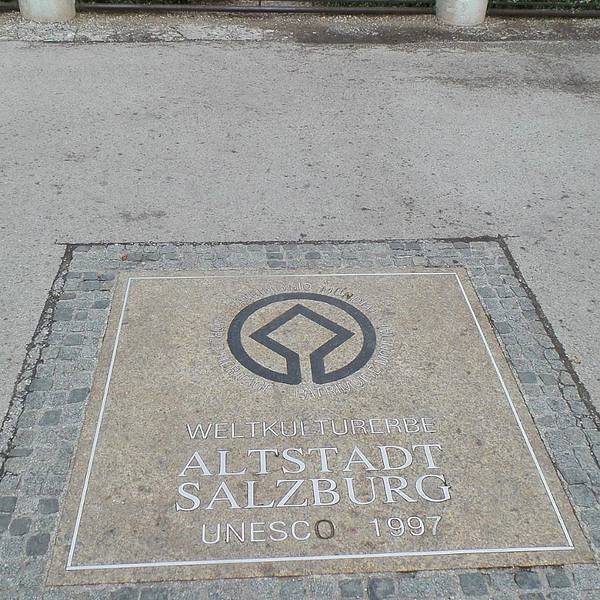 WELTKULTURERBE
ALTSTADT
SALZBURG
UNESCO 1997